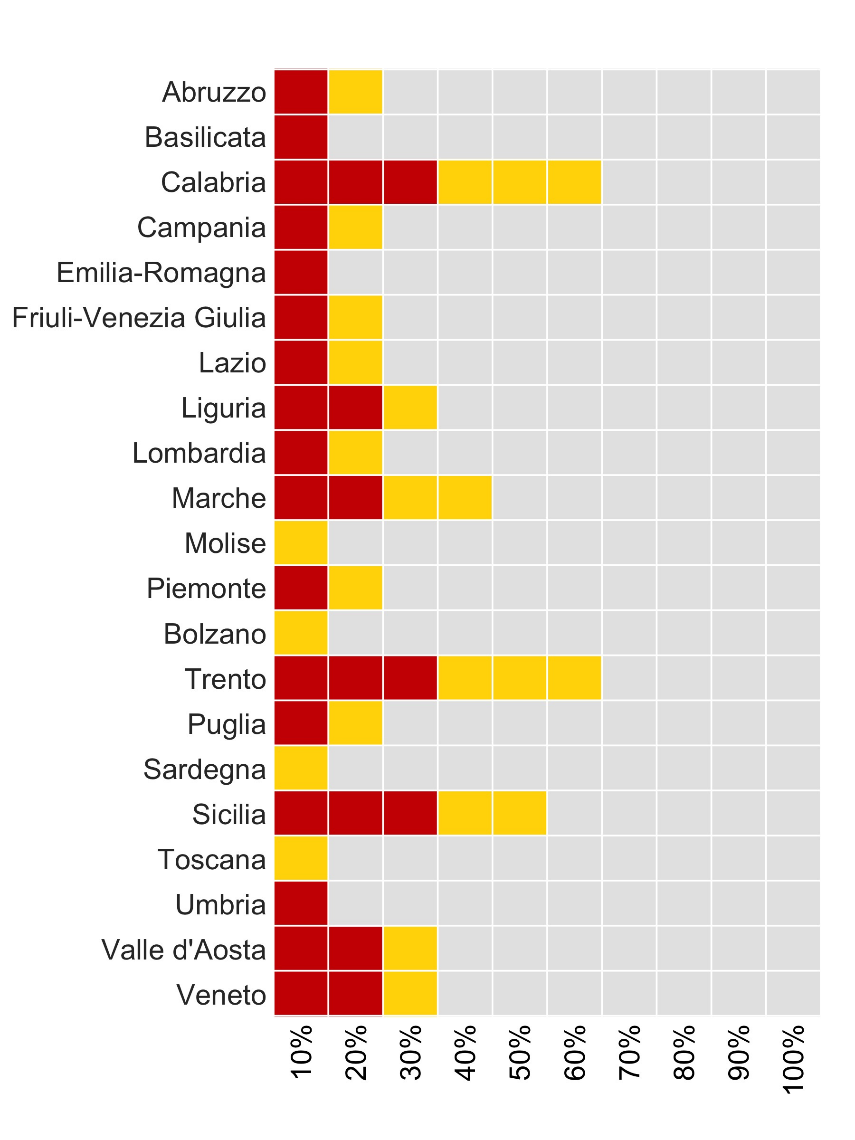 Abruzzo
Basilicata
Calabria
Campania
Emilia-Romagna
Friuli-Venezia Giulia
Lazio
Liguria
Lombardia
Marche
Molise
Piemonte
Bolzano
Trento
Puglia
Sardegna
Sicilia
Toscana
Umbria
Valle d'Aosta
Veneto
10% 20% 30% 40% 50% 60% 70% 80% 90% 100%